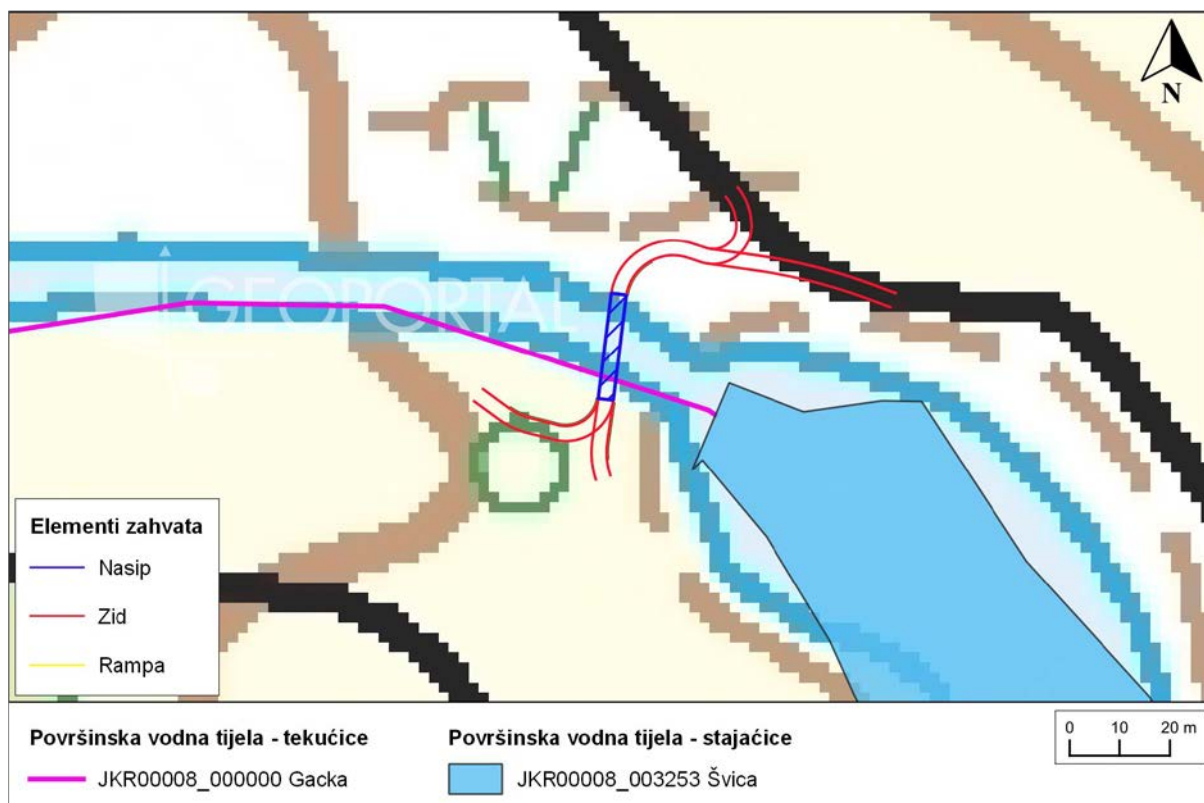 N
GEOPORTAL
Elementi zahvata
Nasip
Zid
Rampa
0 10 20 m
Površinska vodna tijela - tekućice
JKR00008_000000 Gacka
Površinska vodna tijela - stajaćice
JKR00008_003253 Švica